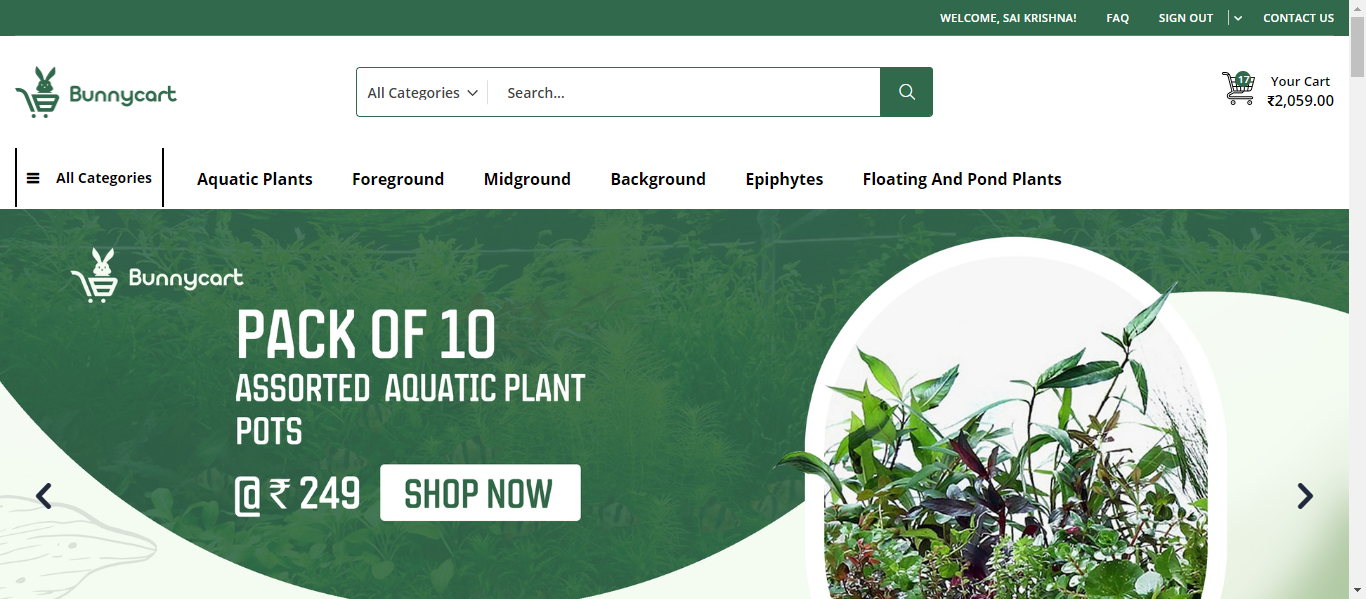 WELCOME, SAI KRISHNA! FAQ SIGN OUT CONTACT US
Bunnycart
All Categories Search...
17
Your Cart
₹2,059.00
All Categories Aquatic Plants Foreground Midground Background Epiphytes Floating And Pond Plants
Bunnycart
PACK OF 10
ASSORTED AQUATIC PLANT
POTS
@ ₹ 249 SHOP NOW